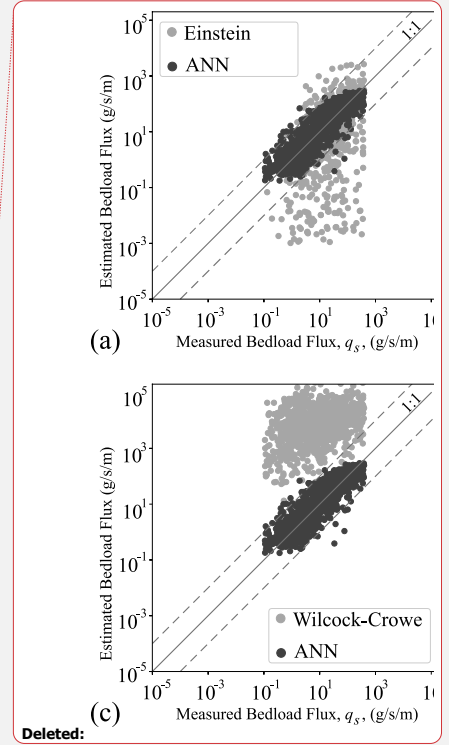 10^5
Einstein
ANN
1:1
10^3
10^1
10^-1
10^-3
10^-5
Estimated Bedload Flux (g/s/m)
10^-5 10^-3 10^-1 10^1 10^3
(a)
Measured Bedload Flux, q_s, (g/s/m)
10^5
1:1
10^3
10^1
10^-1
10^-3
10^-5
Estimated Bedload Flux (g/s/m)
Wilcock-Crowe
ANN
10^-5 10^-3 10^-1 10^1 10^3
(c)
Measured Bedload Flux, q_s, (g/s/m)
Deleted: